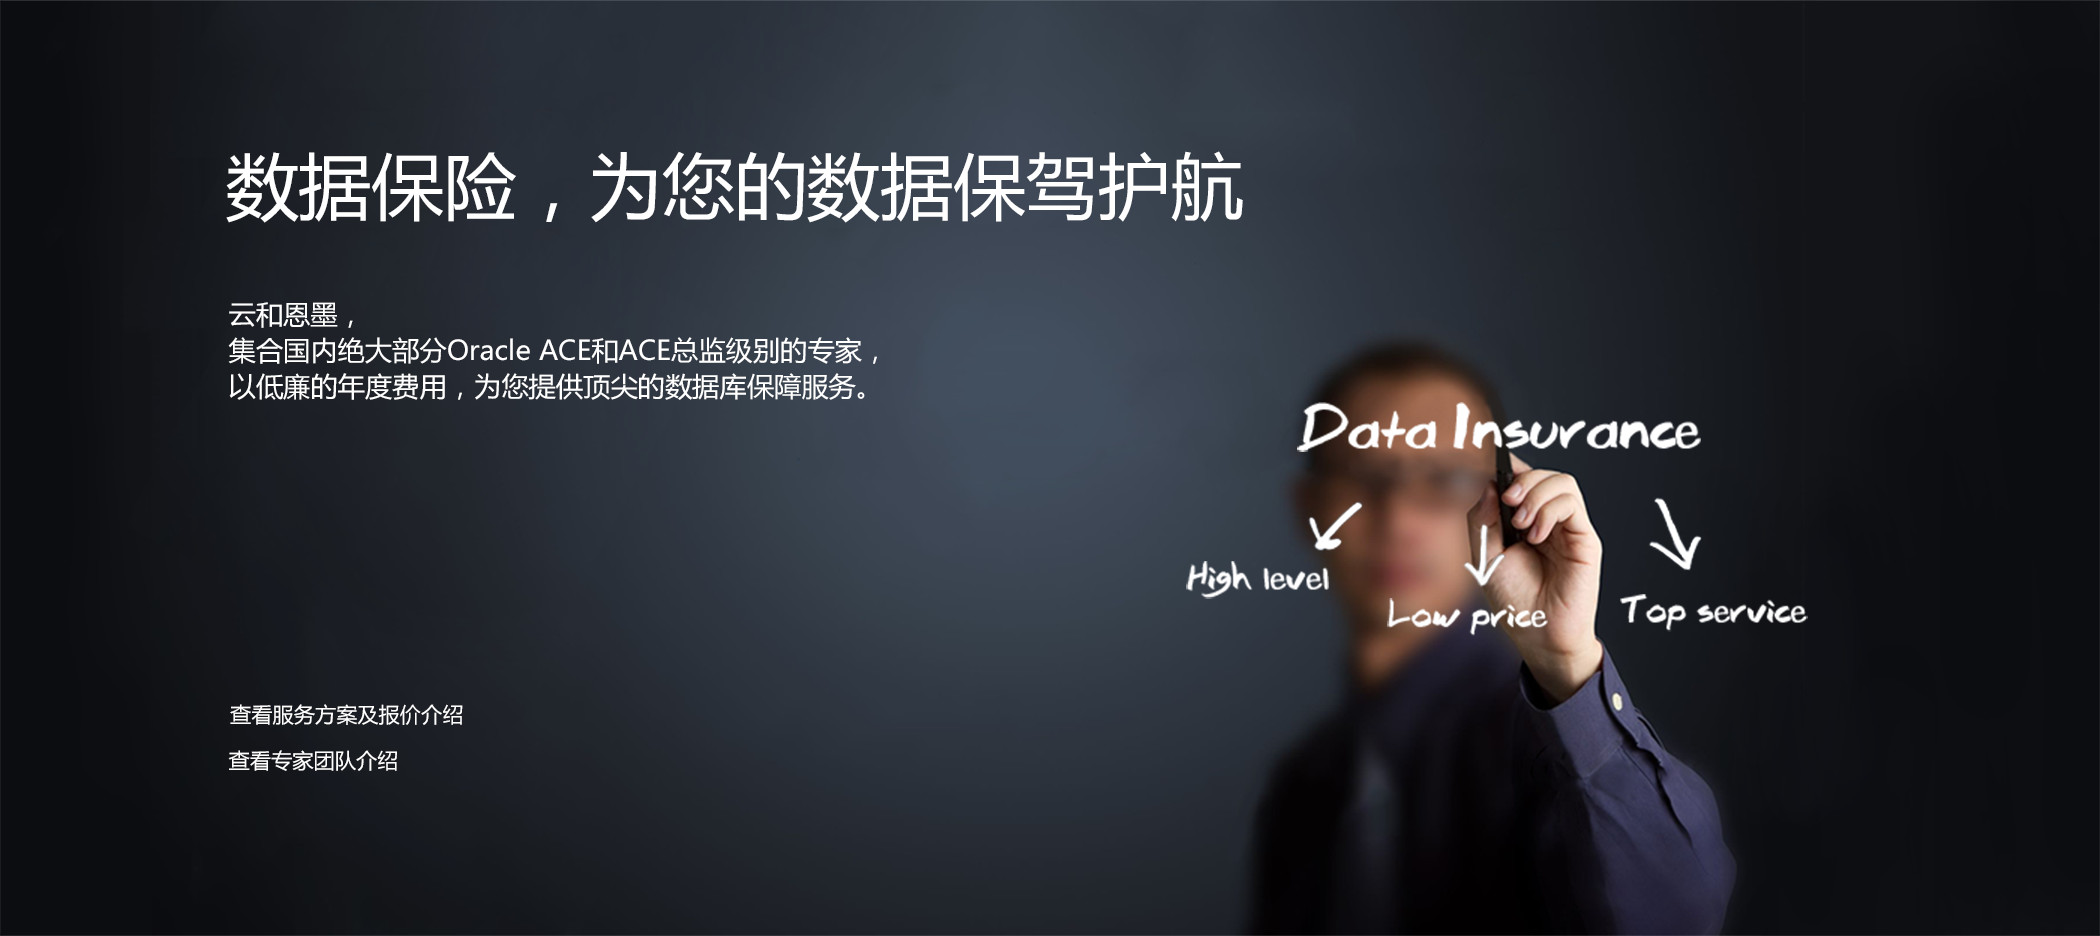 数据保险，为您的数据保驾护航
云和恩墨，
集合国内绝大部分Oracle ACE和ACE总监级别的专家，
以低廉的年度费用，为您提供顶尖的数据库保障服务。
Data Insurance
High level
Low price
Top service
查看服务方案及报价介绍
查看专家团队介绍